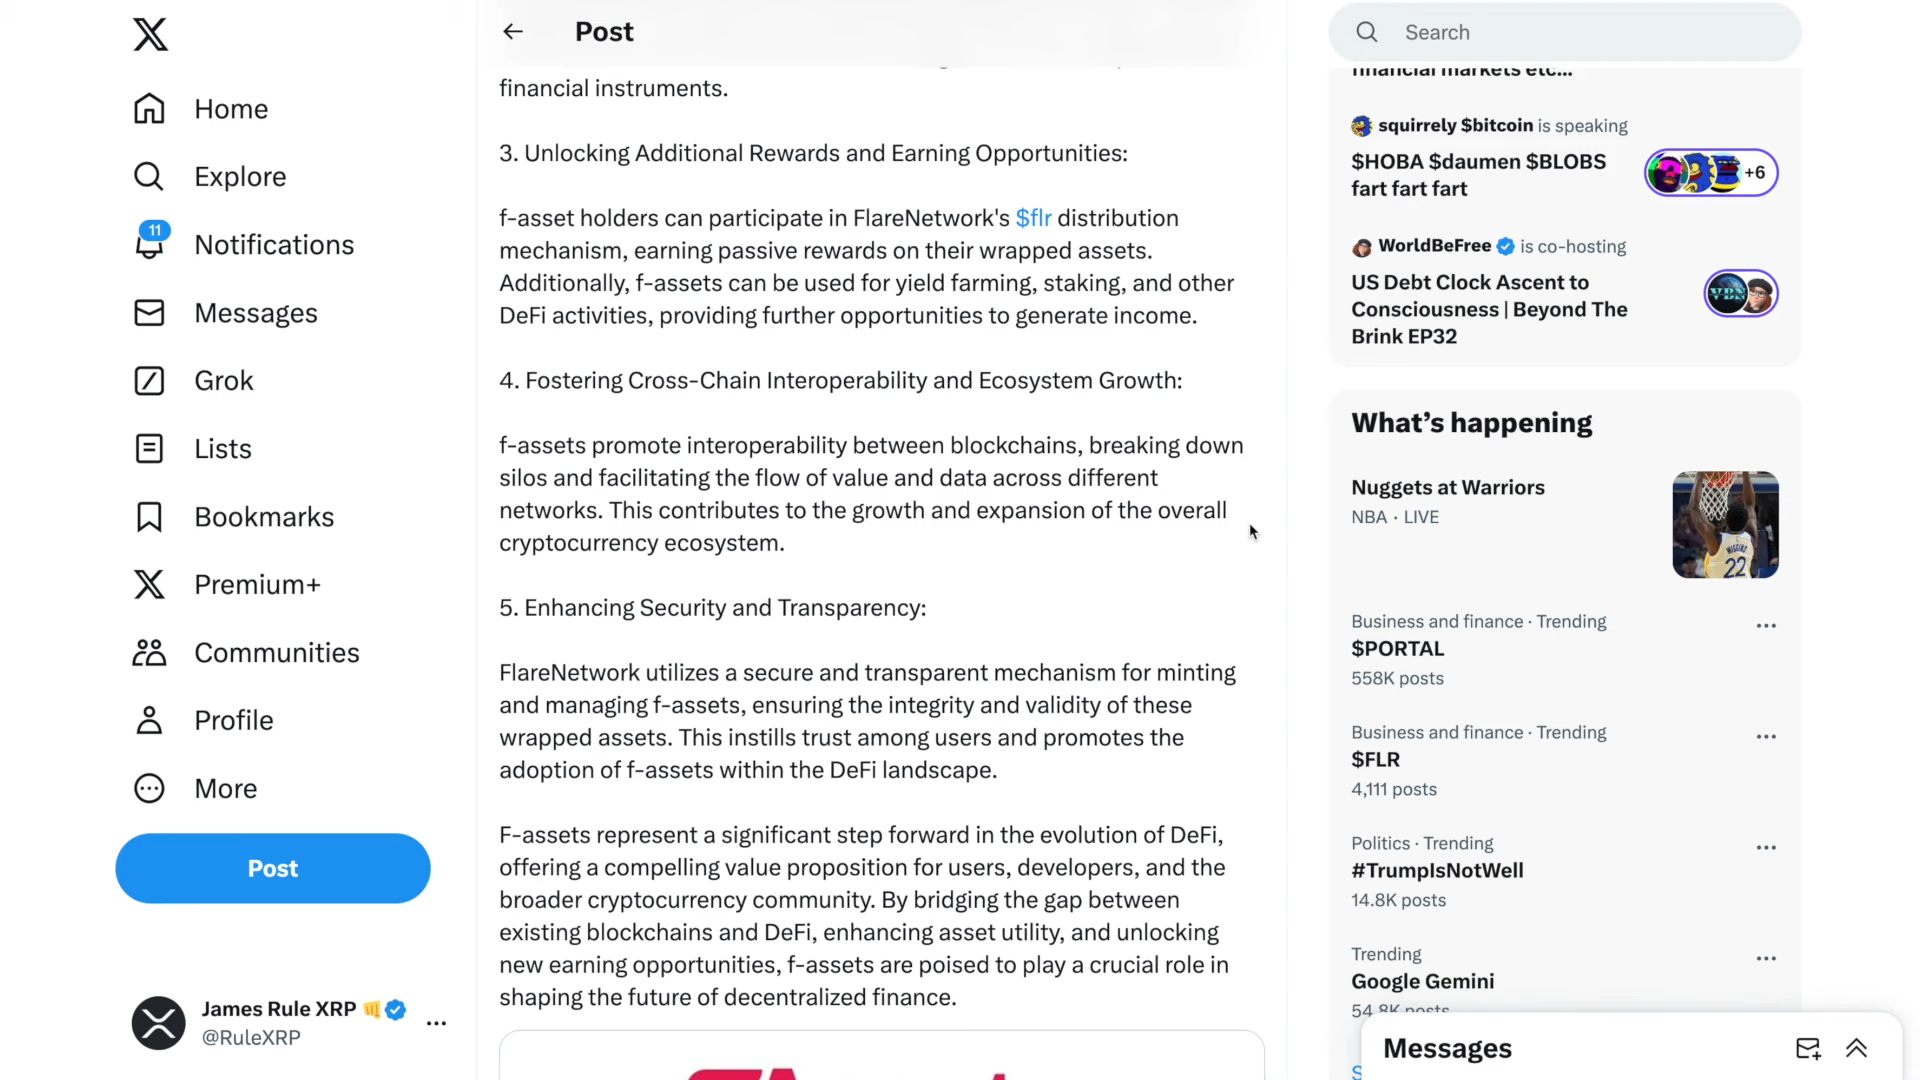 Home
Explore
11
Notifications
Messages
Grok
Lists
Bookmarks
Premium+
Communities
Profile
More
Post
James Rule XRP
@RuleXRP
Post
financial instruments.
3. Unlocking Additional Rewards and Earning Opportunities:
f-asset holders can participate in FlareNetwork's $flr distribution
mechanism, earning passive rewards on their wrapped assets.
Additionally, f-assets can be used for yield farming, staking, and other
DeFi activities, providing further opportunities to generate income.
4. Fostering Cross-Chain Interoperability and Ecosystem Growth:
f-assets promote interoperability between blockchains, breaking down
silos and facilitating the flow of value and data across different
networks. This contributes to the growth and expansion of the overall
cryptocurrency ecosystem.
5. Enhancing Security and Transparency:
FlareNetwork utilizes a secure and transparent mechanism for minting
and managing f-assets, ensuring the integrity and validity of these
wrapped assets. This instills trust among users and promotes the
adoption of f-assets within the DeFi landscape.
F-assets represent a significant step forward in the evolution of DeFi,
offering a compelling value proposition for users, developers, and the
broader cryptocurrency community. By bridging the gap between
existing blockchains and DeFi, enhancing asset utility, and unlocking
new earning opportunities, f-assets are poised to play a crucial role in
shaping the future of decentralized finance.
Search
financial markets etc...
squirrely $bitcoin is speaking
$HOBA $daumen $BLOBS
fart fart fart
+6
WorldBeFree is co-hosting
US Debt Clock Ascent to
Consciousness | Beyond The
Brink EP32
VBN
What's happening
Nuggets at Warriors
NBA · LIVE
WIGGINS
22
Business and finance · Trending
$PORTAL
558K posts
Business and finance · Trending
$FLR
4,111 posts
Politics · Trending
#TrumpIsNotWell
14.8K posts
Trending
Google Gemini
54.8K posts
Messages